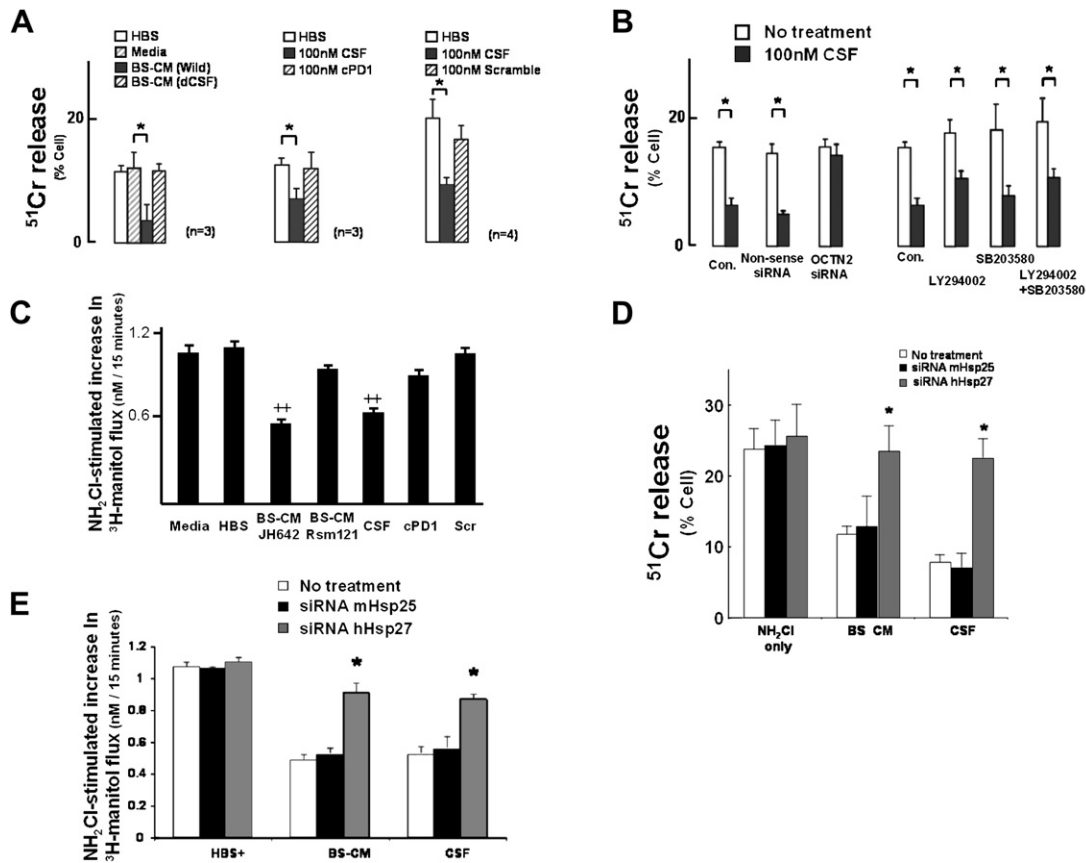 A
HBS
Media
BS-CM (Wild)
BS-CM (dCSF)
HBS
100nM CSF
100nM cPD1
HBS
100nM CSF
100nM Scramble
51Cr release
(% Cell)
20
0
*
*
*
(n=3)
(n=3)
(n=4)
B
No treatment
100nM CSF
51Cr release
(% Cell)
20
0
*
*
*
*
*
*
Con.
Non-sense
siRNA
OCTN2
siRNA
Con.
LY294002
SB203580
LY294002
+SB203580
C
NH2Cl-stimulated increase In
3H-manitol flux (nM / 15 minutes)
1.2
0.6
++
++
Media
HBS
BS-CM
JH642
BS-CM
Rsm121
CSF
cPD1
Scr
D
No treatment
siRNA mHsp25
siRNA hHsp27
51Cr release
(% Cell)
30
20
10
0
*
*
NH2Cl
only
BS CM
CSF
E
No treatment
siRNA mHsp25
siRNA hHsp27
NH2Cl-stimulated increase In
3H-manitol flux (nM / 15 minutes)
1.2
1
0.8
0.6
0.4
1.2
0
*
*
HBS+
BS-CM
CSF